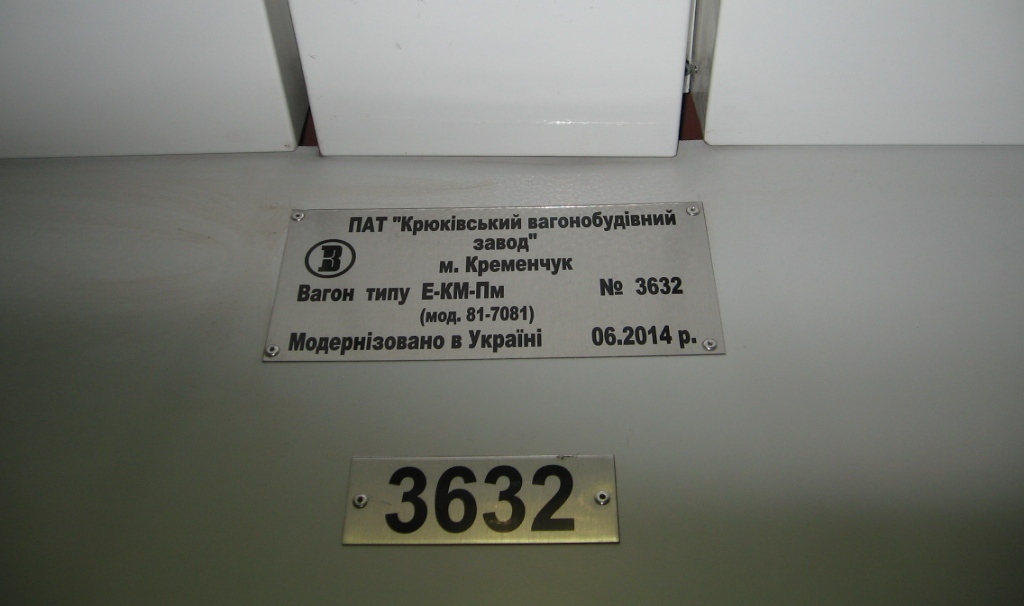 ПАТ "Крюківський вагонобудівний
завод"
м. Кременчук
Вагон типу Е-КМ-Пм № 3632
(мод. 81-7081)
Модернізовано в Україні 06.2014 р.
3632